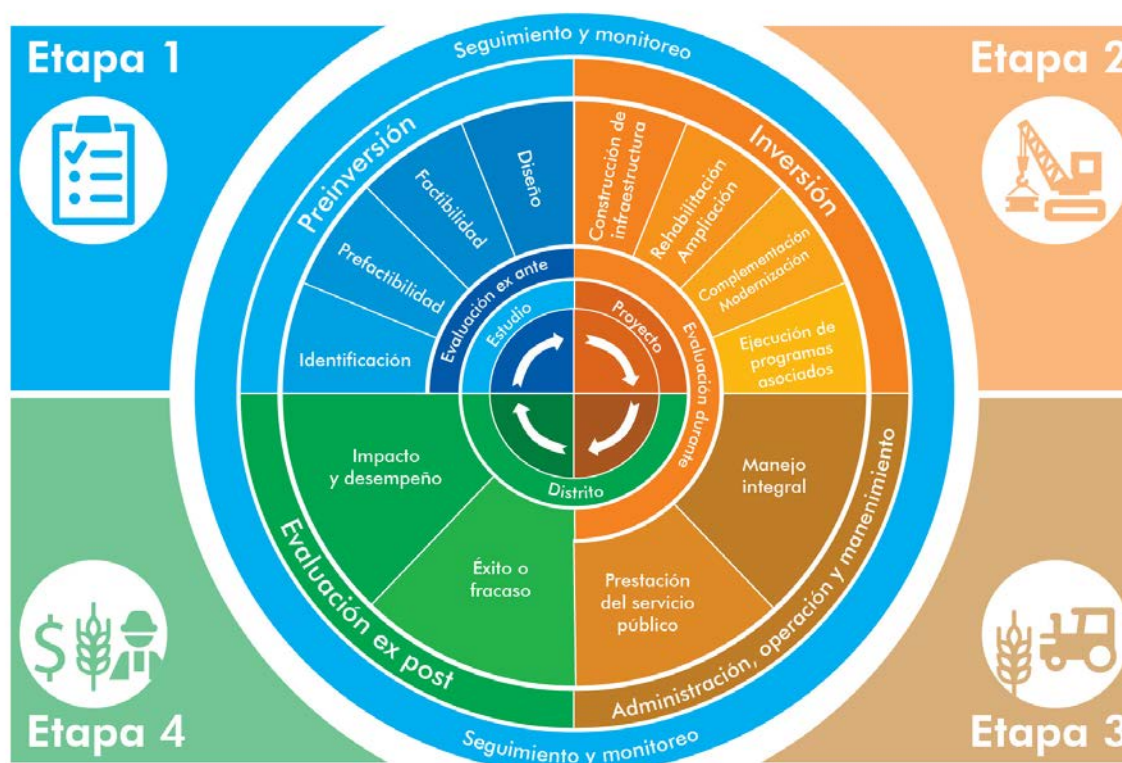 Etapa 1
Etapa 2
Seguimiento y monitoreo
Preinversión
Inversión
Identificación
Prefactibilidad
Factibilidad
Diseño
Construcción de
infraestructura
Rehabilitación
Ampliación
Complementación
Modernización
Ejecución de
programas
asociados
Evaluación ex ante
Estudio
Proyecto
Evaluación durante
Distrito
Impacto
y desempeño
Éxito o
fracaso
Prestación
del servicio
público
Manejo
integral
Evaluación ex post
Administración, operación y manenimiento
Seguimiento y monitoreo
$
Etapa 4
Etapa 3